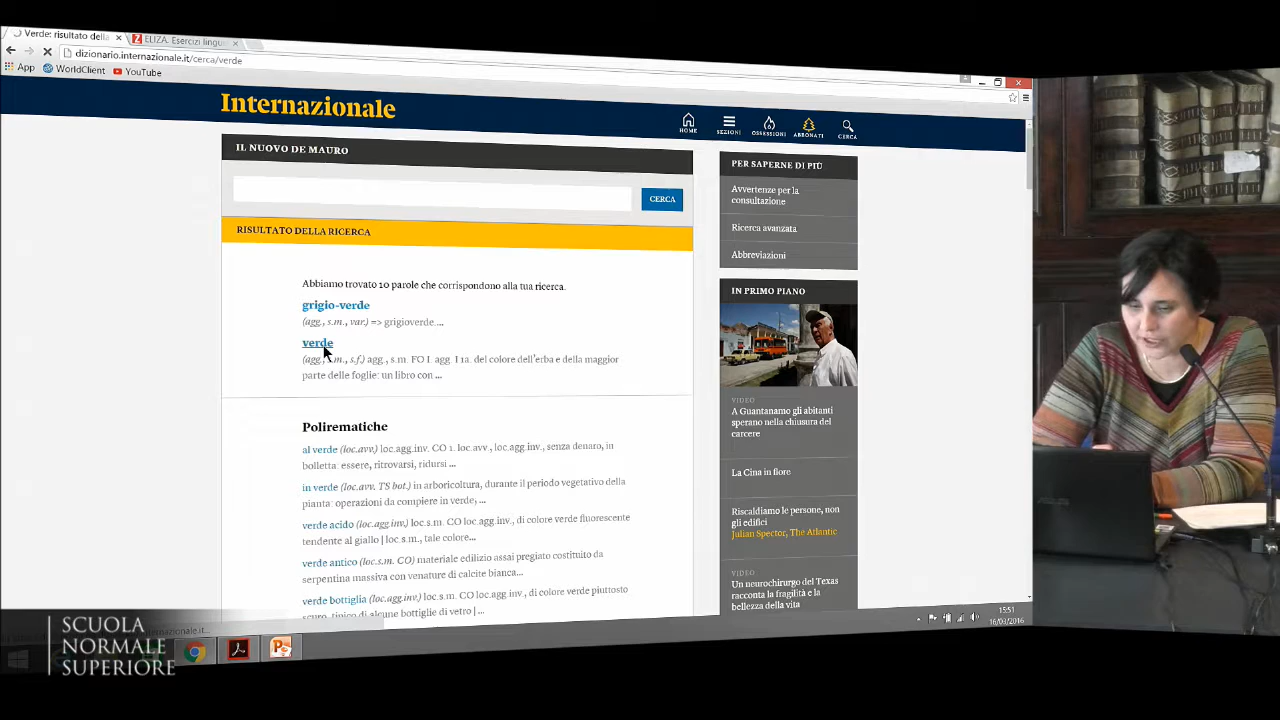 Verde: risultato della
ELIZA. Esercizi lingu
dizionario.internazionale.it/cerca/verde
App WorldClient YouTube
Internazionale
HOME SEZIONI OSSESSIONI ABBONATI CERCA
IL NUOVO DE MAURO
CERCA
RISULTATO DELLA RICERCA
Abbiamo trovato 10 parole che corrispondono alla tua ricerca.
grigio-verde
(agg., s.m., var.) => grigioverde ...
verde
(agg., s.m., s.f.) agg., s.m. FO I. agg. I 1a. del colore dell'erba e della maggior
parte delle foglie: un libro con ...
Polirematiche
al verde (loc.avv.) loc.agg.inv. CO 1. loc.avv., loc.agg.inv., senza denaro, in
bolletta: essere, ritrovarsi, ridursi ...
in verde (loc.avv. TS bot.) in arboricoltura, durante il periodo vegetativo della
pianta: operazioni da compiere in verde; ...
verde acido (loc.agg.inv.) loc.s.m. CO loc.agg.inv., di colore verde fluorescente
tendente al giallo | loc.s.m., tale colore...
verde antico (loc.s.m. CO) materiale edilizio assai pregiato costituito da
serpentina massiva con venature di calcite bianca...
verde bottiglia (loc.agg.inv.) loc.s.m. CO loc.agg.inv., di colore verde piuttosto
scuro, tipico di alcune bottiglie di vetro | ...
PER SAPERNE DI PIÙ
Avvertenze per la
consultazione
Ricerca avanzata
Abbreviazioni
IN PRIMO PIANO
VIDEO
A Guantanamo gli abitanti
sperano nella chiusura del
carcere
La Cina in fiore
Riscaldiamo le persone, non
gli edifici
Julian Spector, The Atlantic
VIDEO
Un neurochirurgo del Texas
racconta la fragilità e la
bellezza della vita
15:51
16/03/2016
SCUOLA
NORMALE
SUPERIORE